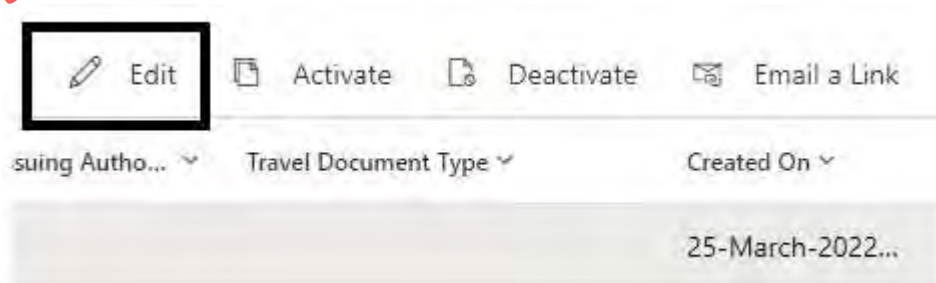 Edit Activate Deactivate Email a Link
suing Autho... Travel Document Type Created On
25-March-2022...